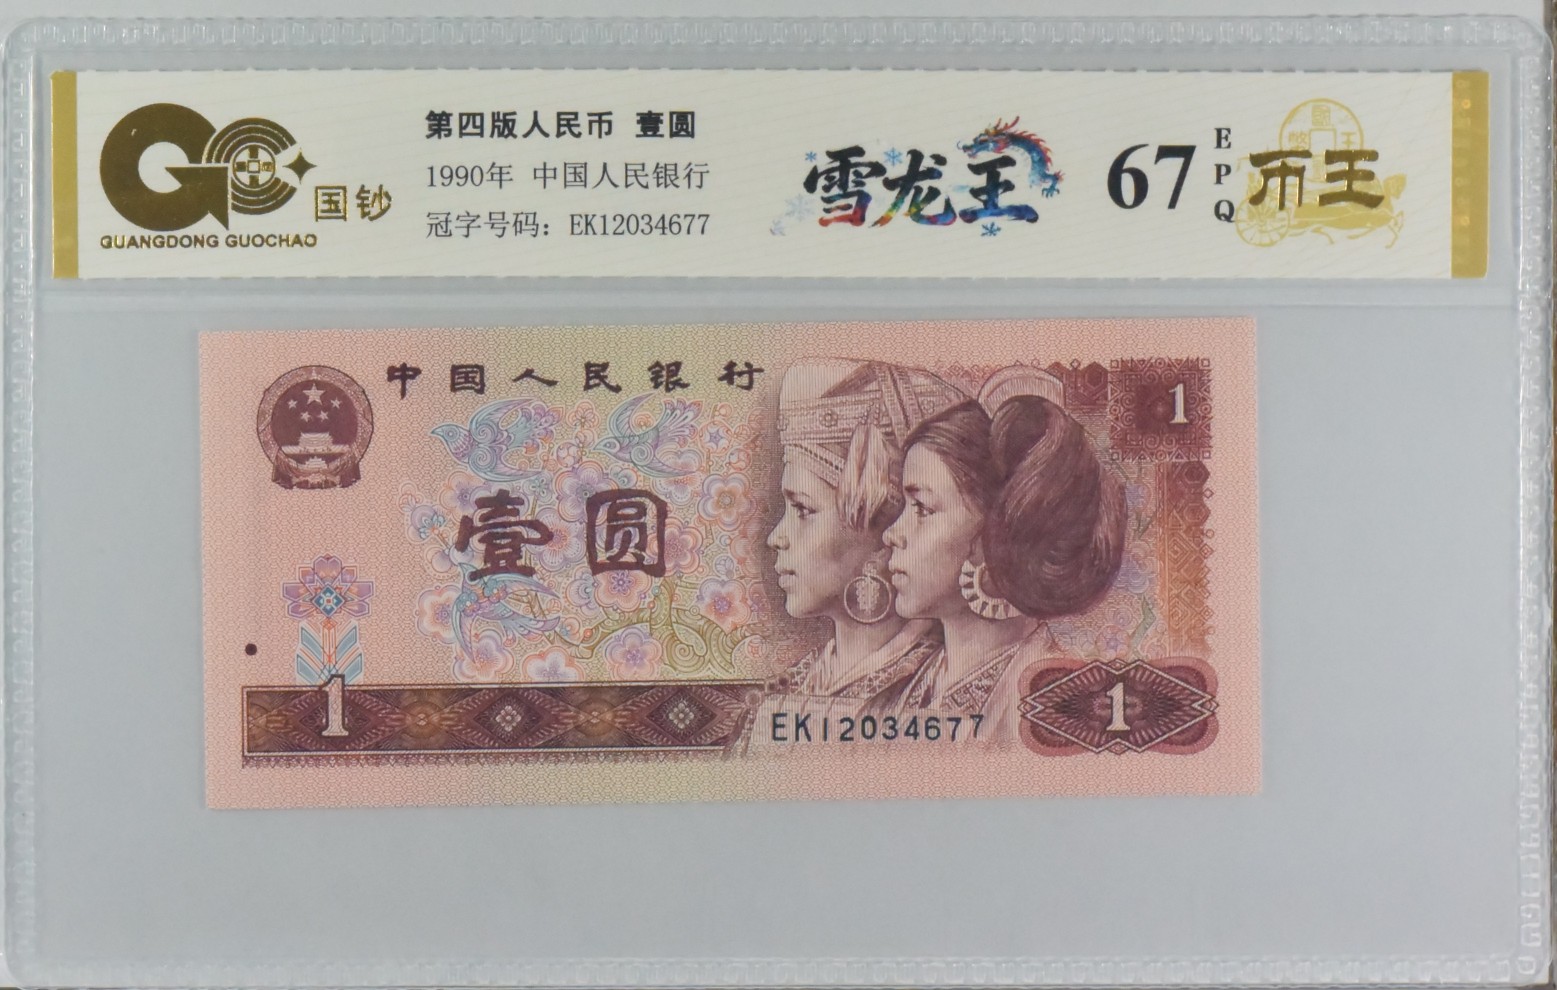 国钞
GUANGDONG GUOCHAO
第四版人民币 壹圆
1990年 中国人民银行
冠字号码：EK12034677
雪龙王
67
EPQ
币王
中国人民银行
1
壹圆
1
EK12034677
1